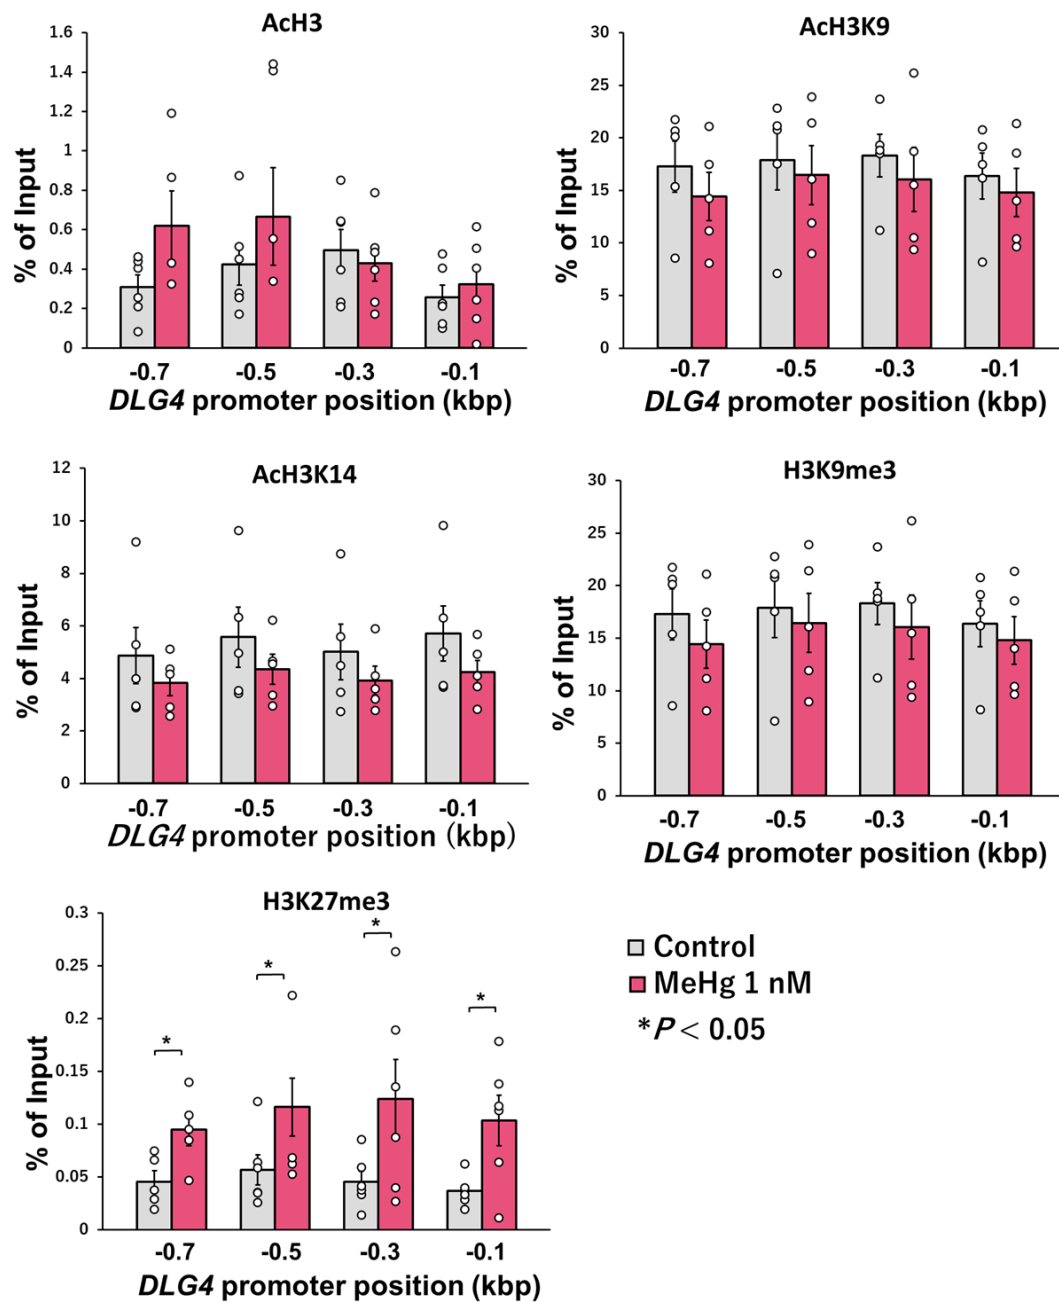 AcH3
1.6
1.4
1.2
1
0.8
0.6
0.4
0.2
0
% of Input
-0.7 -0.5 -0.3 -0.1
DLG4 promoter position (kbp)
AcH3K9
30
25
20
15
10
5
0
% of Input
-0.7 -0.5 -0.3 -0.1
DLG4 promoter position (kbp)
AcH3K14
12
10
8
6
4
2
0
% of Input
-0.7 -0.5 -0.3 -0.1
DLG4 promoter position (kbp)
H3K9me3
30
25
20
15
10
5
0
% of Input
-0.7 -0.5 -0.3 -0.1
DLG4 promoter position (kbp)
H3K27me3
0.3
0.25
0.2
0.15
0.1
0.05
0
% of Input
* * * *
-0.7 -0.5 -0.3 -0.1
DLG4 promoter position (kbp)
Control
MeHg 1 nM
*P < 0.05